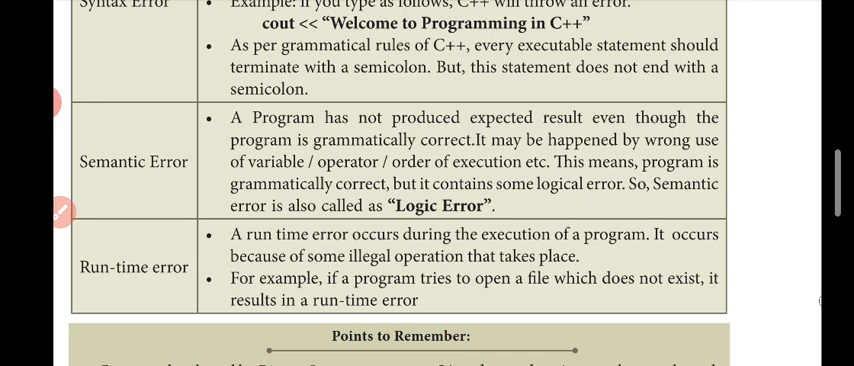 Syntax Error
• Example: if you type as follows, C++ will throw an error.
cout << “Welcome to Programming in C++”
• As per grammatical rules of C++, every executable statement should
terminate with a semicolon. But, this statement does not end with a
semicolon.
• A Program has not produced expected result even though the
program is grammatically correct.It may be happened by wrong use
Semantic Error
of variable / operator / order of execution etc. This means, program is
grammatically correct, but it contains some logical error. So, Semantic
error is also called as “Logic Error”.
• A run time error occurs during the execution of a program. It occurs
because of some illegal operation that takes place.
Run-time error
• For example, if a program tries to open a file which does not exist, it
results in a run-time error
Points to Remember: